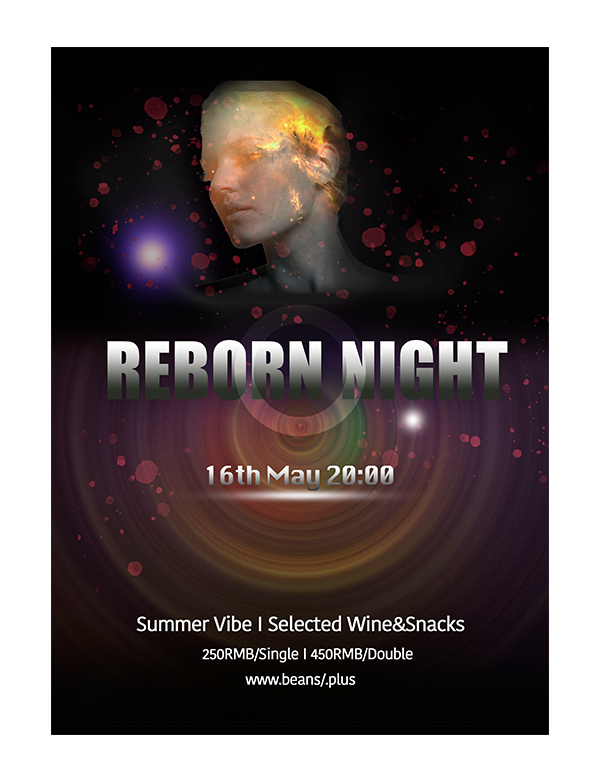 REBORN NIGHT
16th May 20:00
Summer Vibe I Selected Wine&Snacks
250RMB/Single I 450RMB/Double
www.beans/.plus